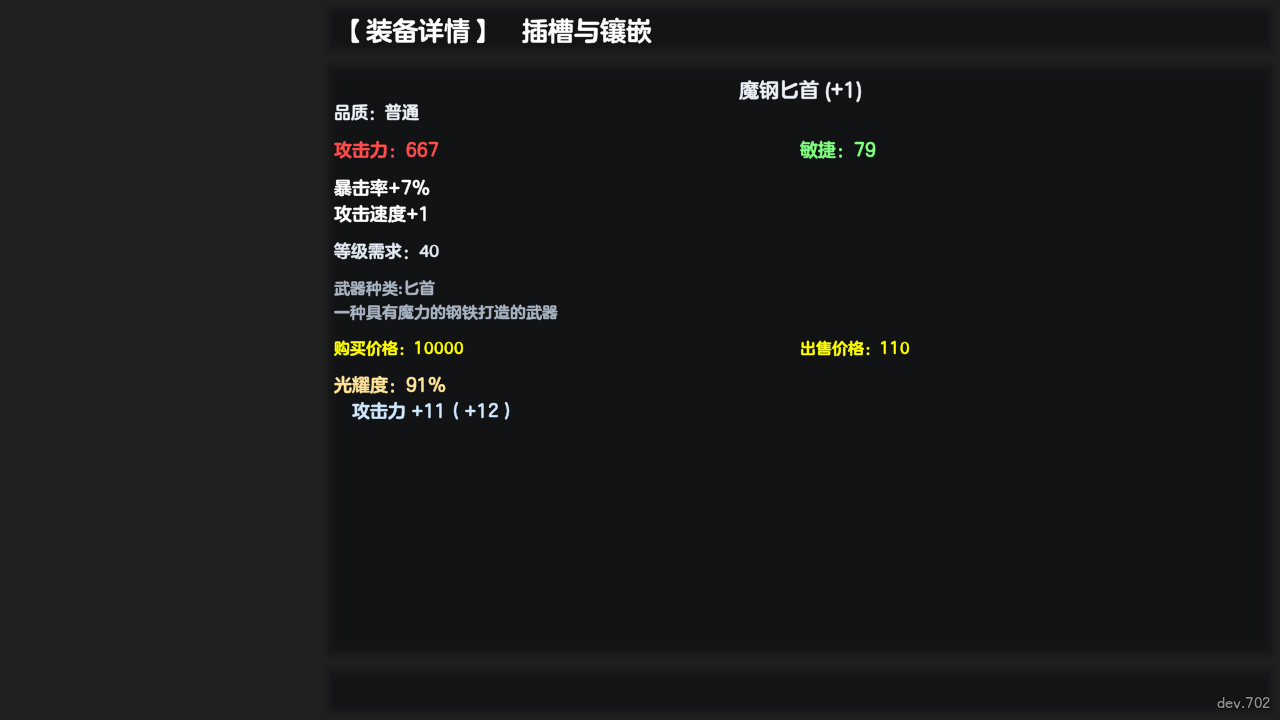 【装备详情】 插槽与镶嵌
魔钢匕首 (+1)
品质：普通
攻击力：667 敏捷：79
暴击率+7%
攻击速度+1
等级需求：40
武器种类:匕首
一种具有魔力的钢铁打造的武器
购买价格：10000 出售价格：110
光耀度：91%
攻击力 +11 ( +12 )
dev.702